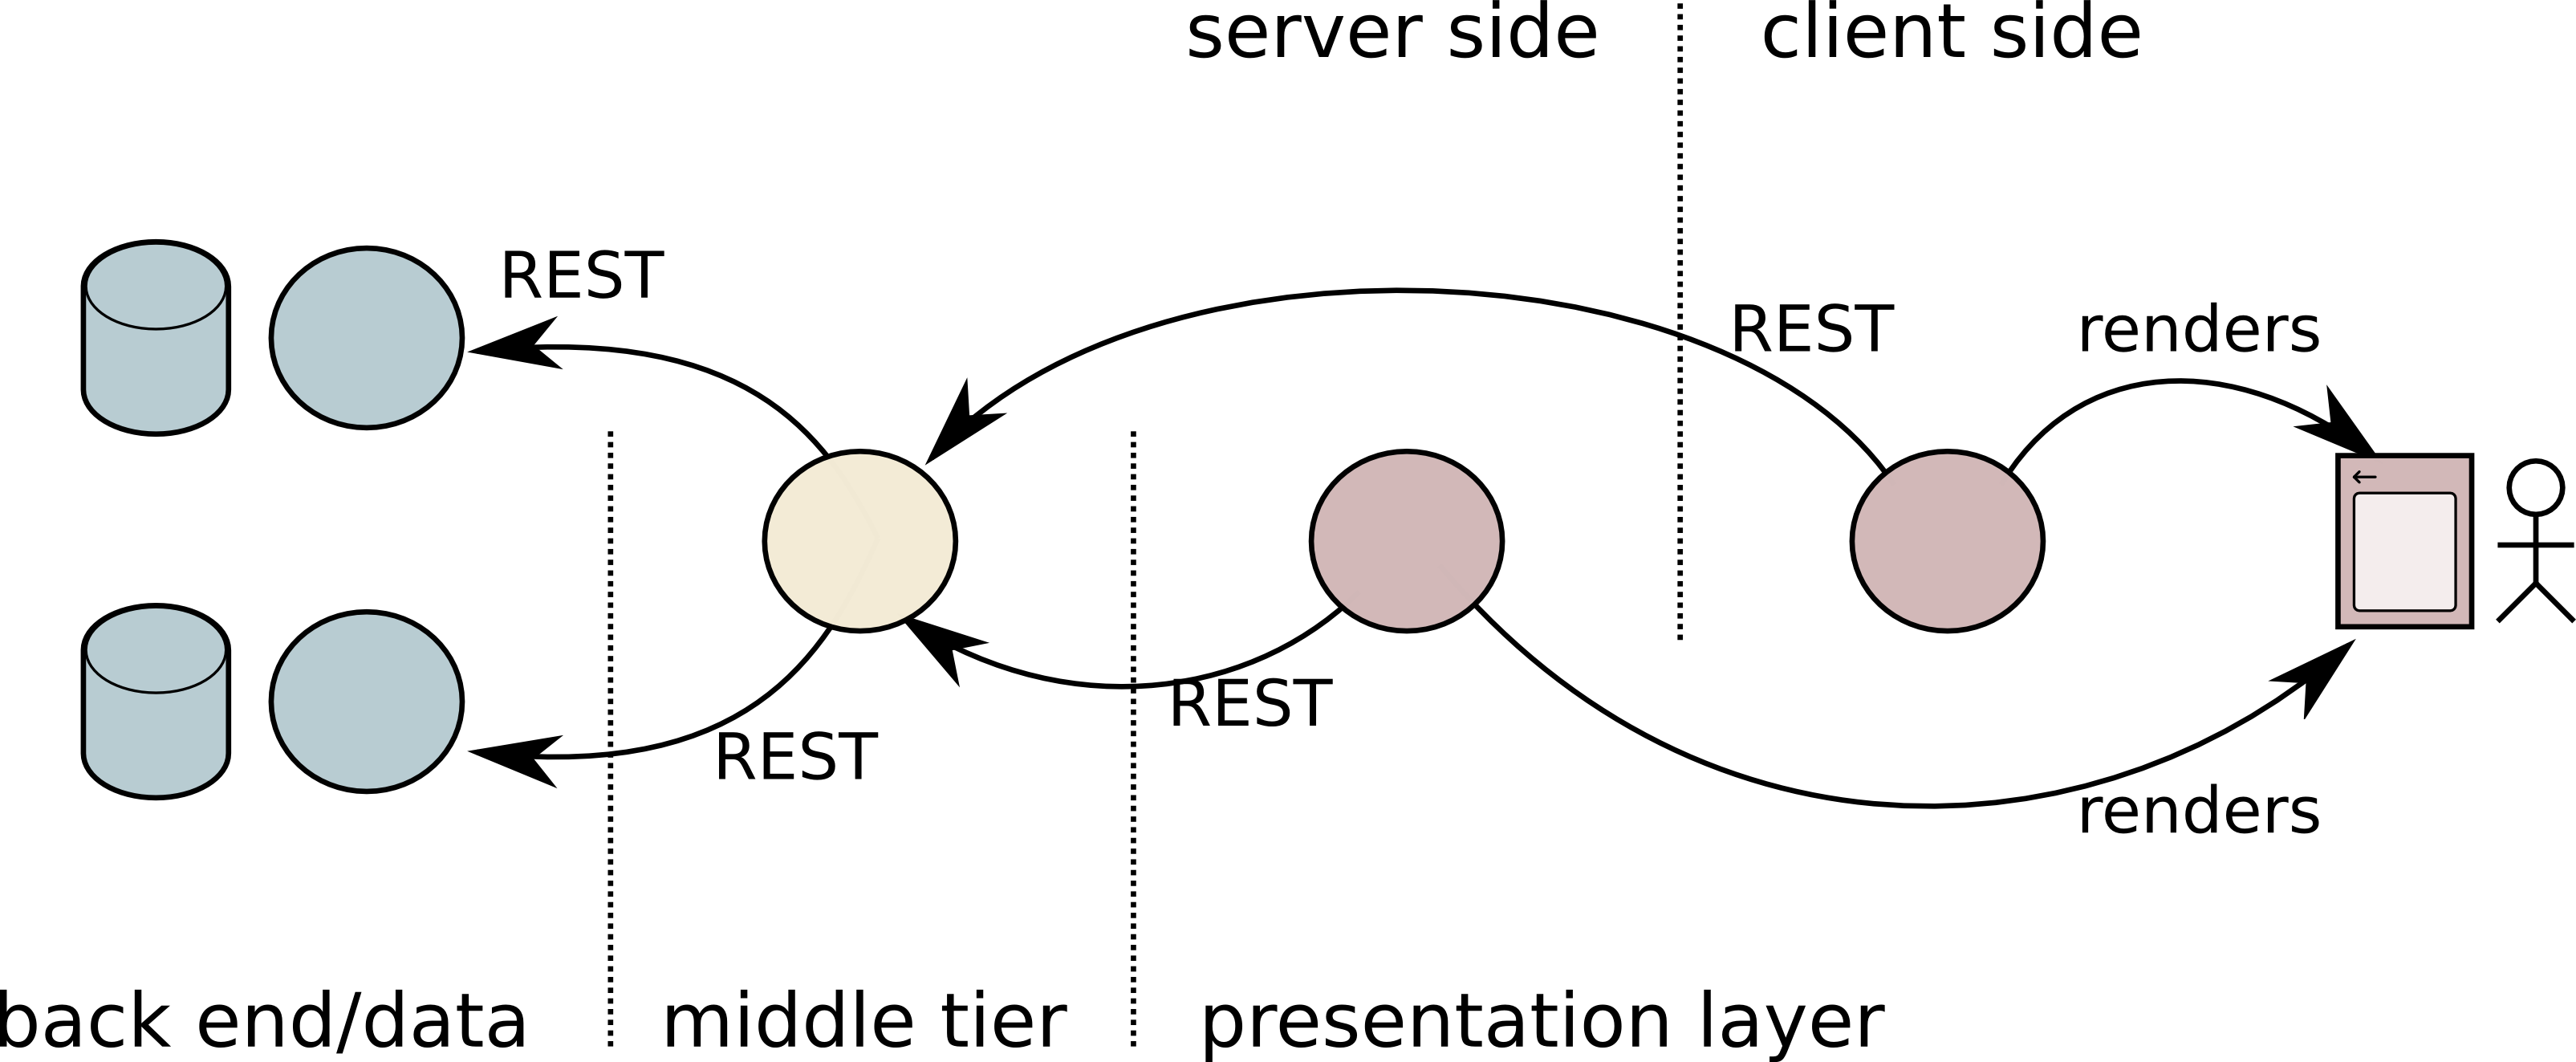 server side
client side
REST
REST
renders
REST
REST
renders
back end/data
middle tier
presentation layer